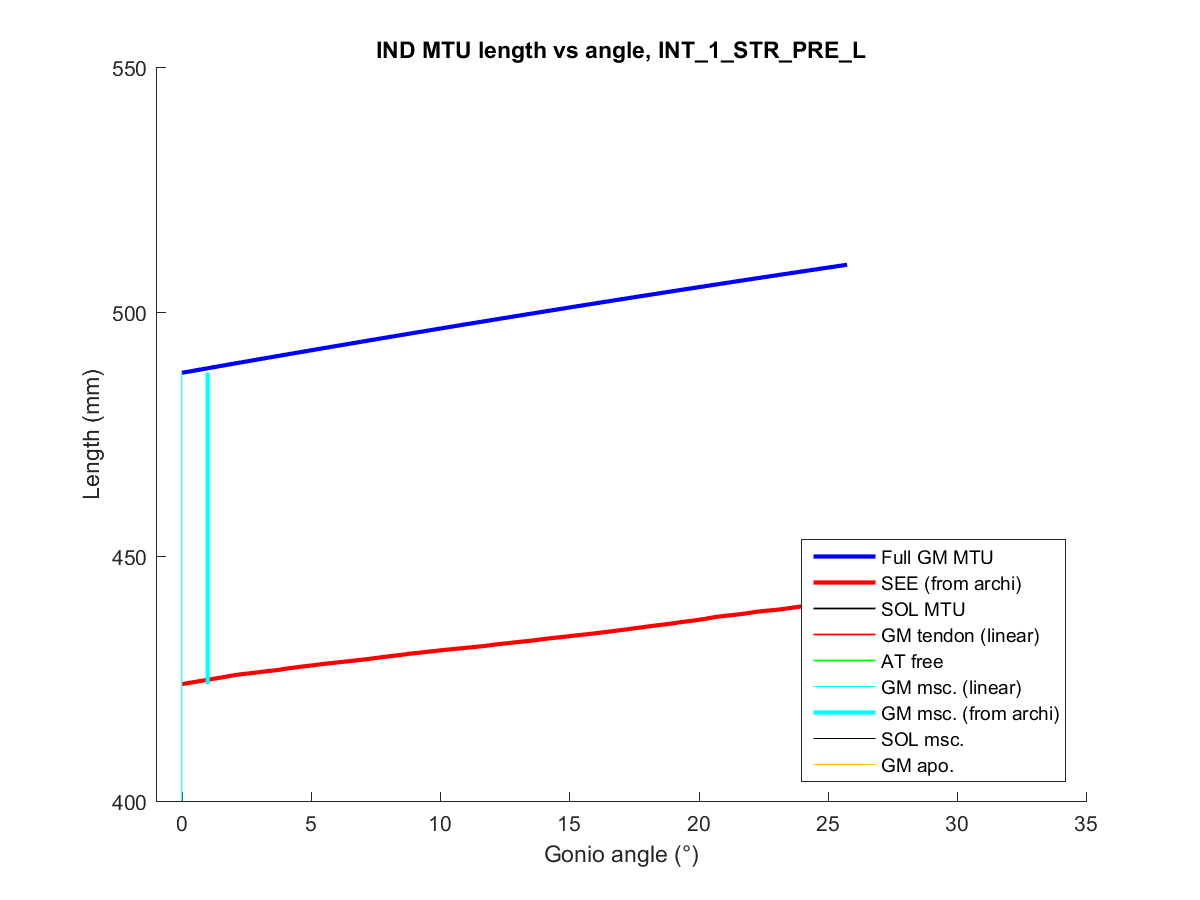 IND MTU length vs angle, INT_1_STR_PRE_L
550
500
450
400
Length (mm)
0 5 10 15 20 25 30 35
Gonio angle (°)
Full GM MTU
SEE (from archi)
SOL MTU
GM tendon (linear)
AT free
GM msc. (linear)
GM msc. (from archi)
SOL msc.
GM apo.